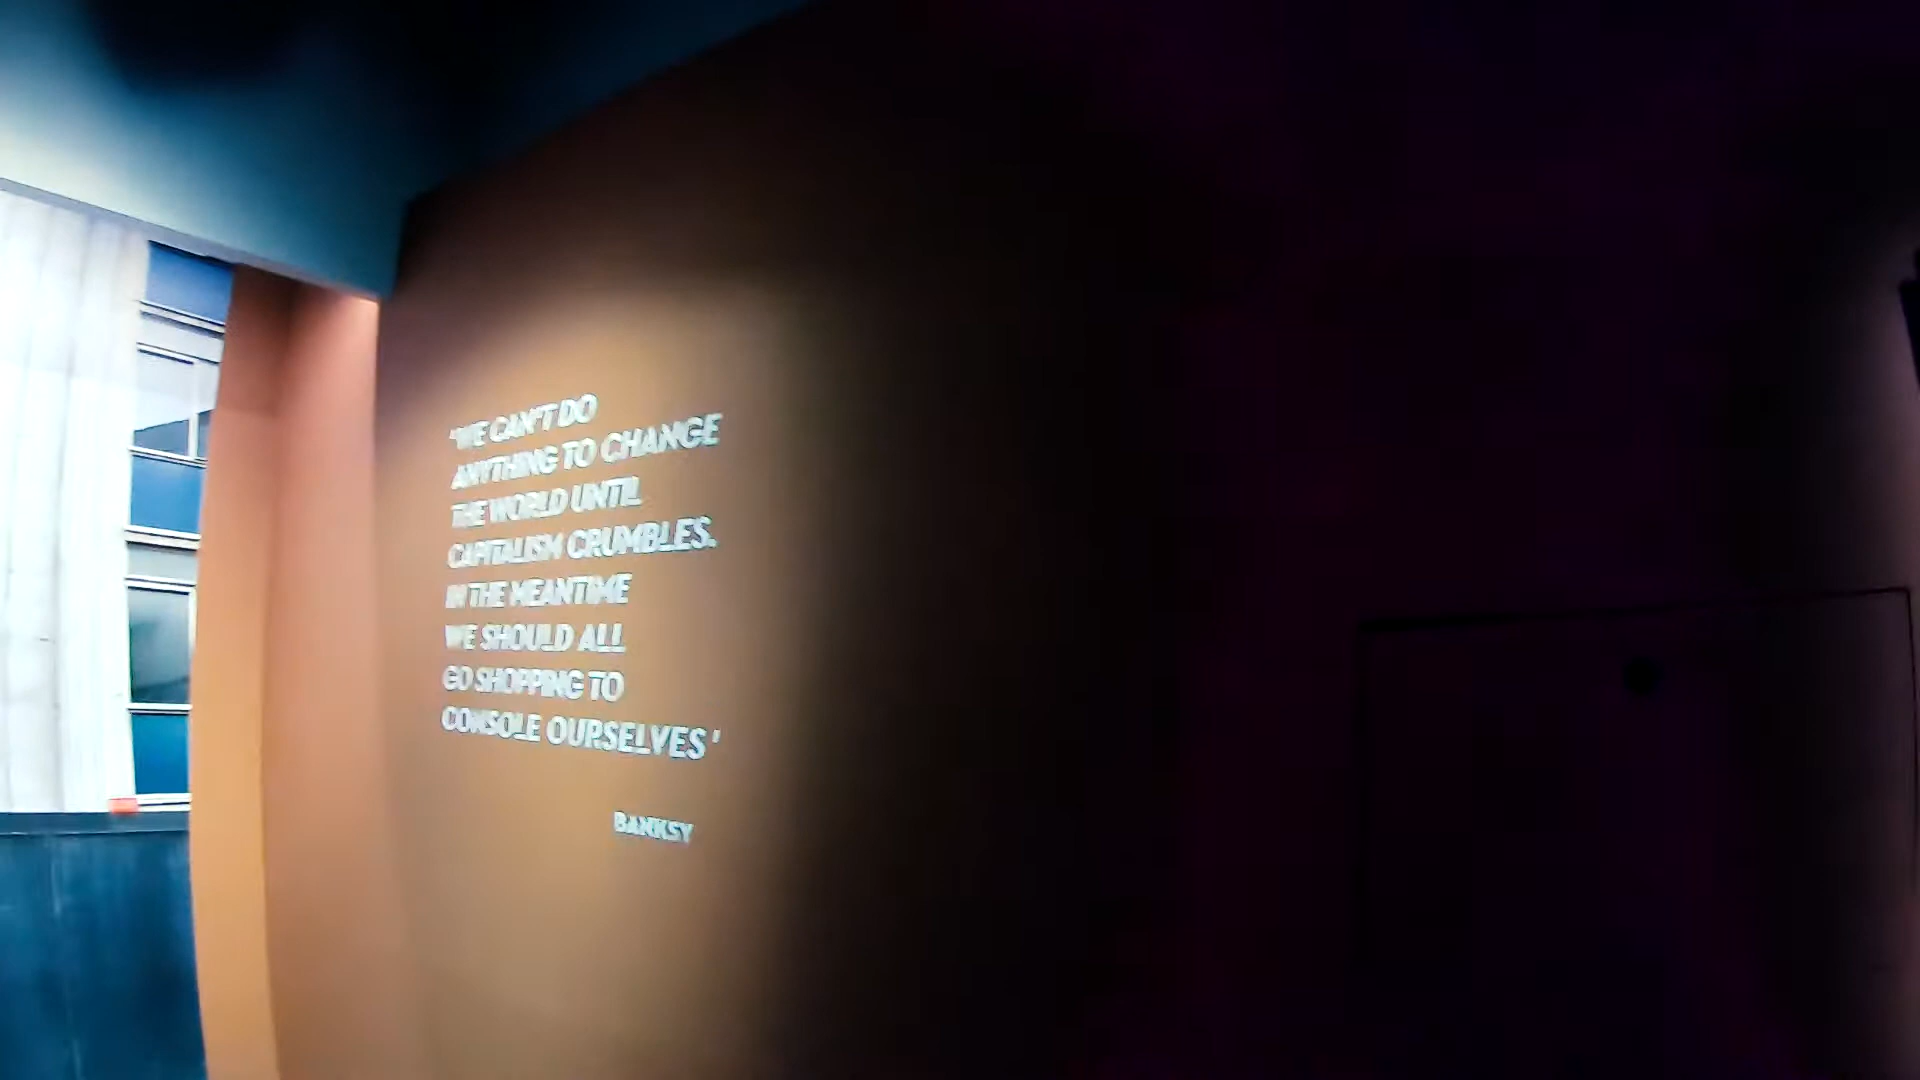 'WE CAN'T DO
ANYTHING TO CHANGE
THE WORLD UNTIL
CAPITALISM CRUMBLES.
IN THE MEANTIME
WE SHOULD ALL
GO SHOPPING TO
CONSOLE OURSELVES'
BANKSY